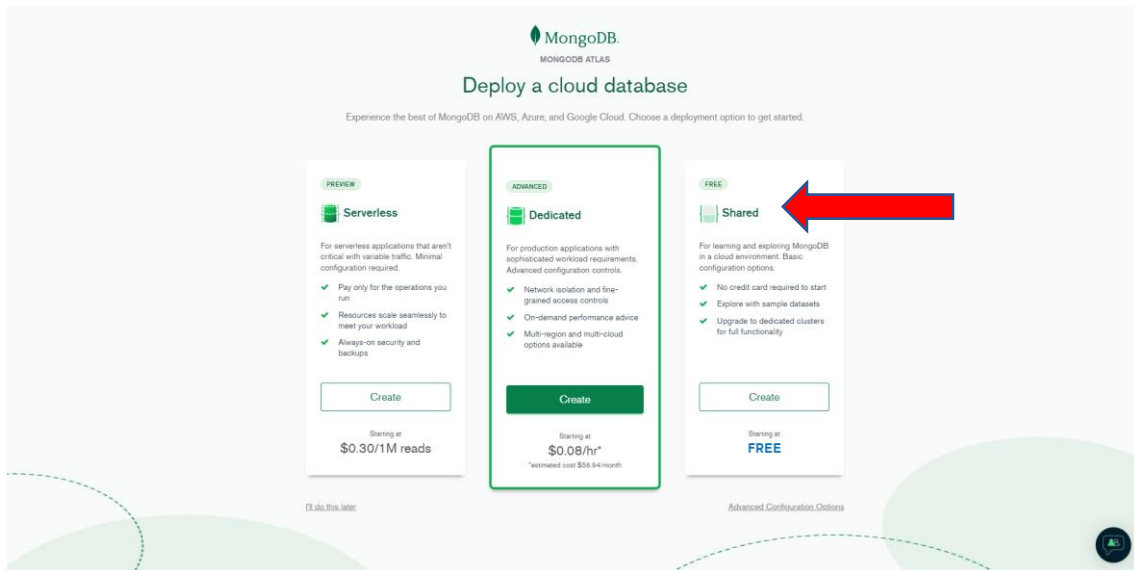 MongoDB.
MONGODB ATLAS
Deploy a cloud database
Experience the best of MongoDB on AWS, Azure, and Google Cloud. Choose a deployment option to get started.
PREVIEW
Serverless
For serverless applications that aren't
critical with variable traffic. Minimal
configuration required.
Pay only for the operations you
run
Resources scale seamlessly to
meet your workload
Always-on security and
backups
Create
Starting at
$0.30/1M reads
ADVANCED
Dedicated
For production applications with
sophisticated workload requirements.
Advanced configuration controls.
Network isolation and fine-
grained access controls
On-demand performance advice
Multi-region and multi-cloud
options available
Create
Starting at
$0.08/hr*
*estimated cost $56.94/month
FREE
Shared
For learning and exploring MongoDB
in a cloud environment. Basic
configuration options.
No credit card required to start
Explore with sample datasets
Upgrade to dedicated clusters
for full functionality
Create
Starting at
FREE
I'll do this later
Advanced Configuration Options